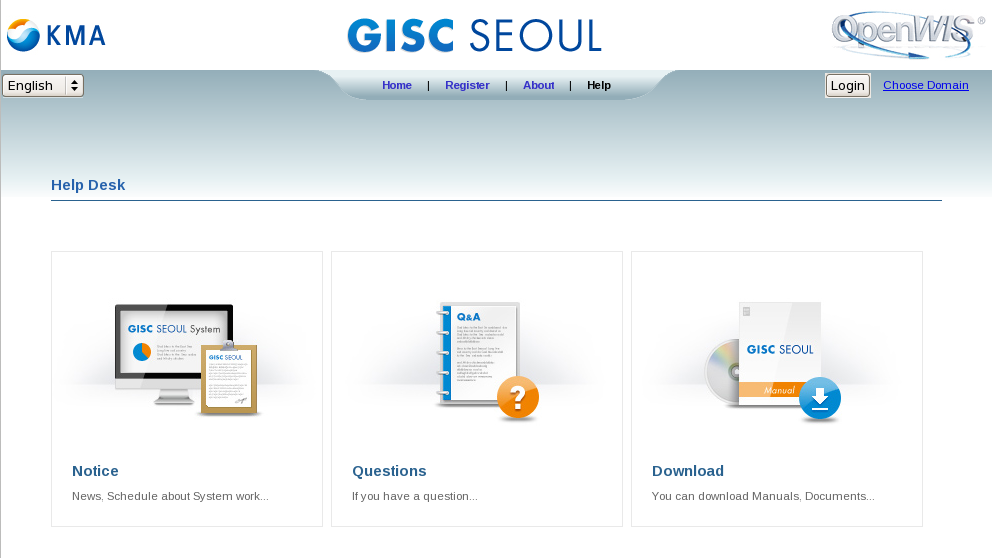 KMA
GISC SEOUL
OpenWIS ®
English
Home | Register | About | Help
Login
Choose Domain
Help Desk
GISC SEOUL System
GISC SEOUL
Q&A
?
GISC SEOUL
Manual
Notice
News, Schedule about System work...
Questions
If you have a question...
Download
You can download Manuals, Documents...